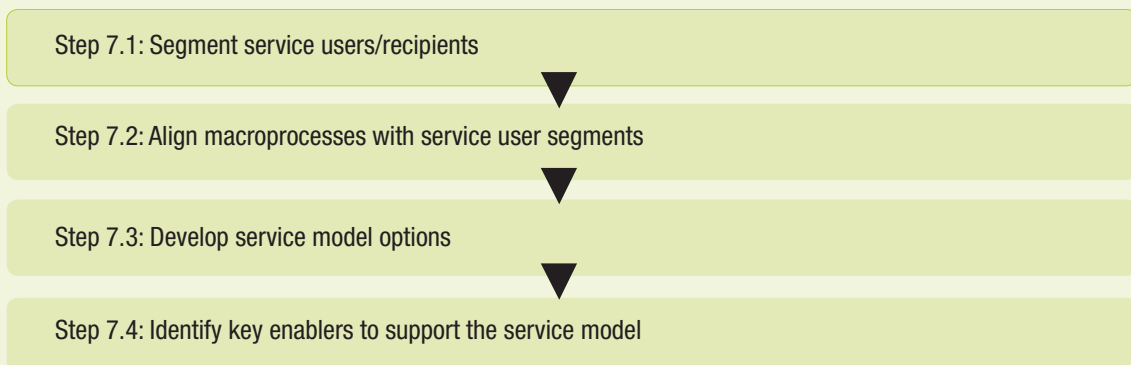 Step 7.1: Segment service users/recipients
Step 7.2: Align macroprocesses with service user segments
Step 7.3: Develop service model options
Step 7.4: Identify key enablers to support the service model